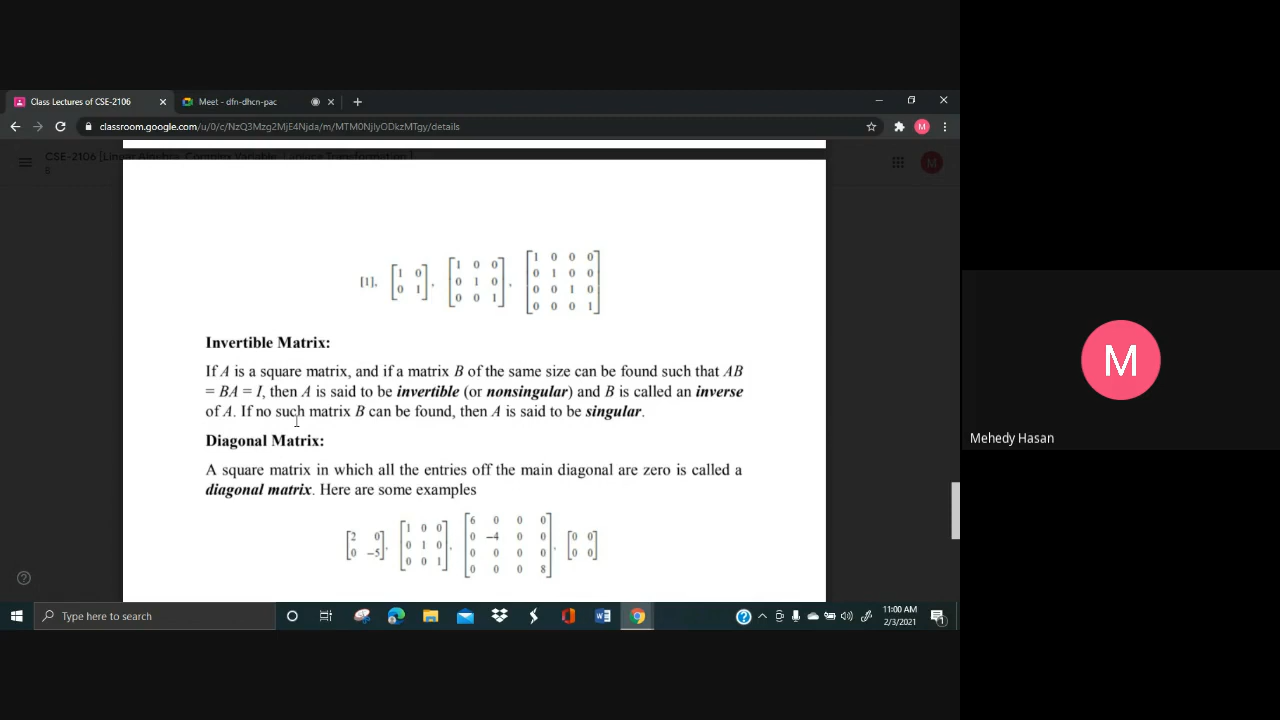 Class Lectures of CSE-2106
Meet - dfn-dhcn-pac
classroom.google.com/u/0/c/NzQ3Mzg2MjE4Njda/m/MTM0NjIyODkzMTgy/details
CSE-2106 [Linear Algebra, Complex Variable, Laplace Transformation]
M
[1], [1 0
0 1], [1 0 0
0 1 0
0 0 1], [1 0 0 0
0 1 0 0
0 0 1 0
0 0 0 1]
Invertible Matrix:
If A is a square matrix, and if a matrix B of the same size can be found such that AB
= BA = I, then A is said to be invertible (or nonsingular) and B is called an inverse
of A. If no such matrix B can be found, then A is said to be singular.
Diagonal Matrix:
A square matrix in which all the entries off the main diagonal are zero is called a
diagonal matrix. Here are some examples
[2 0
0 -5], [1 0 0
0 1 0
0 0 1], [6 0 0 0
0 -4 0 0
0 0 0 0
0 0 0 8], [0 0
0 0]
M
Mehedy Hasan
Type here to search
11:00 AM
2/3/2021